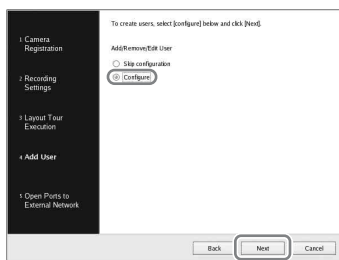 To create users, select [configure] below and click [Next].
1 Camera
Registration
2 Recording
Settings
3 Layout Tour
Execution
4 Add User
5 Open Ports to
External Network
Add/Remove/Edit User
Skip configuration
Configure
Back
Next
Cancel